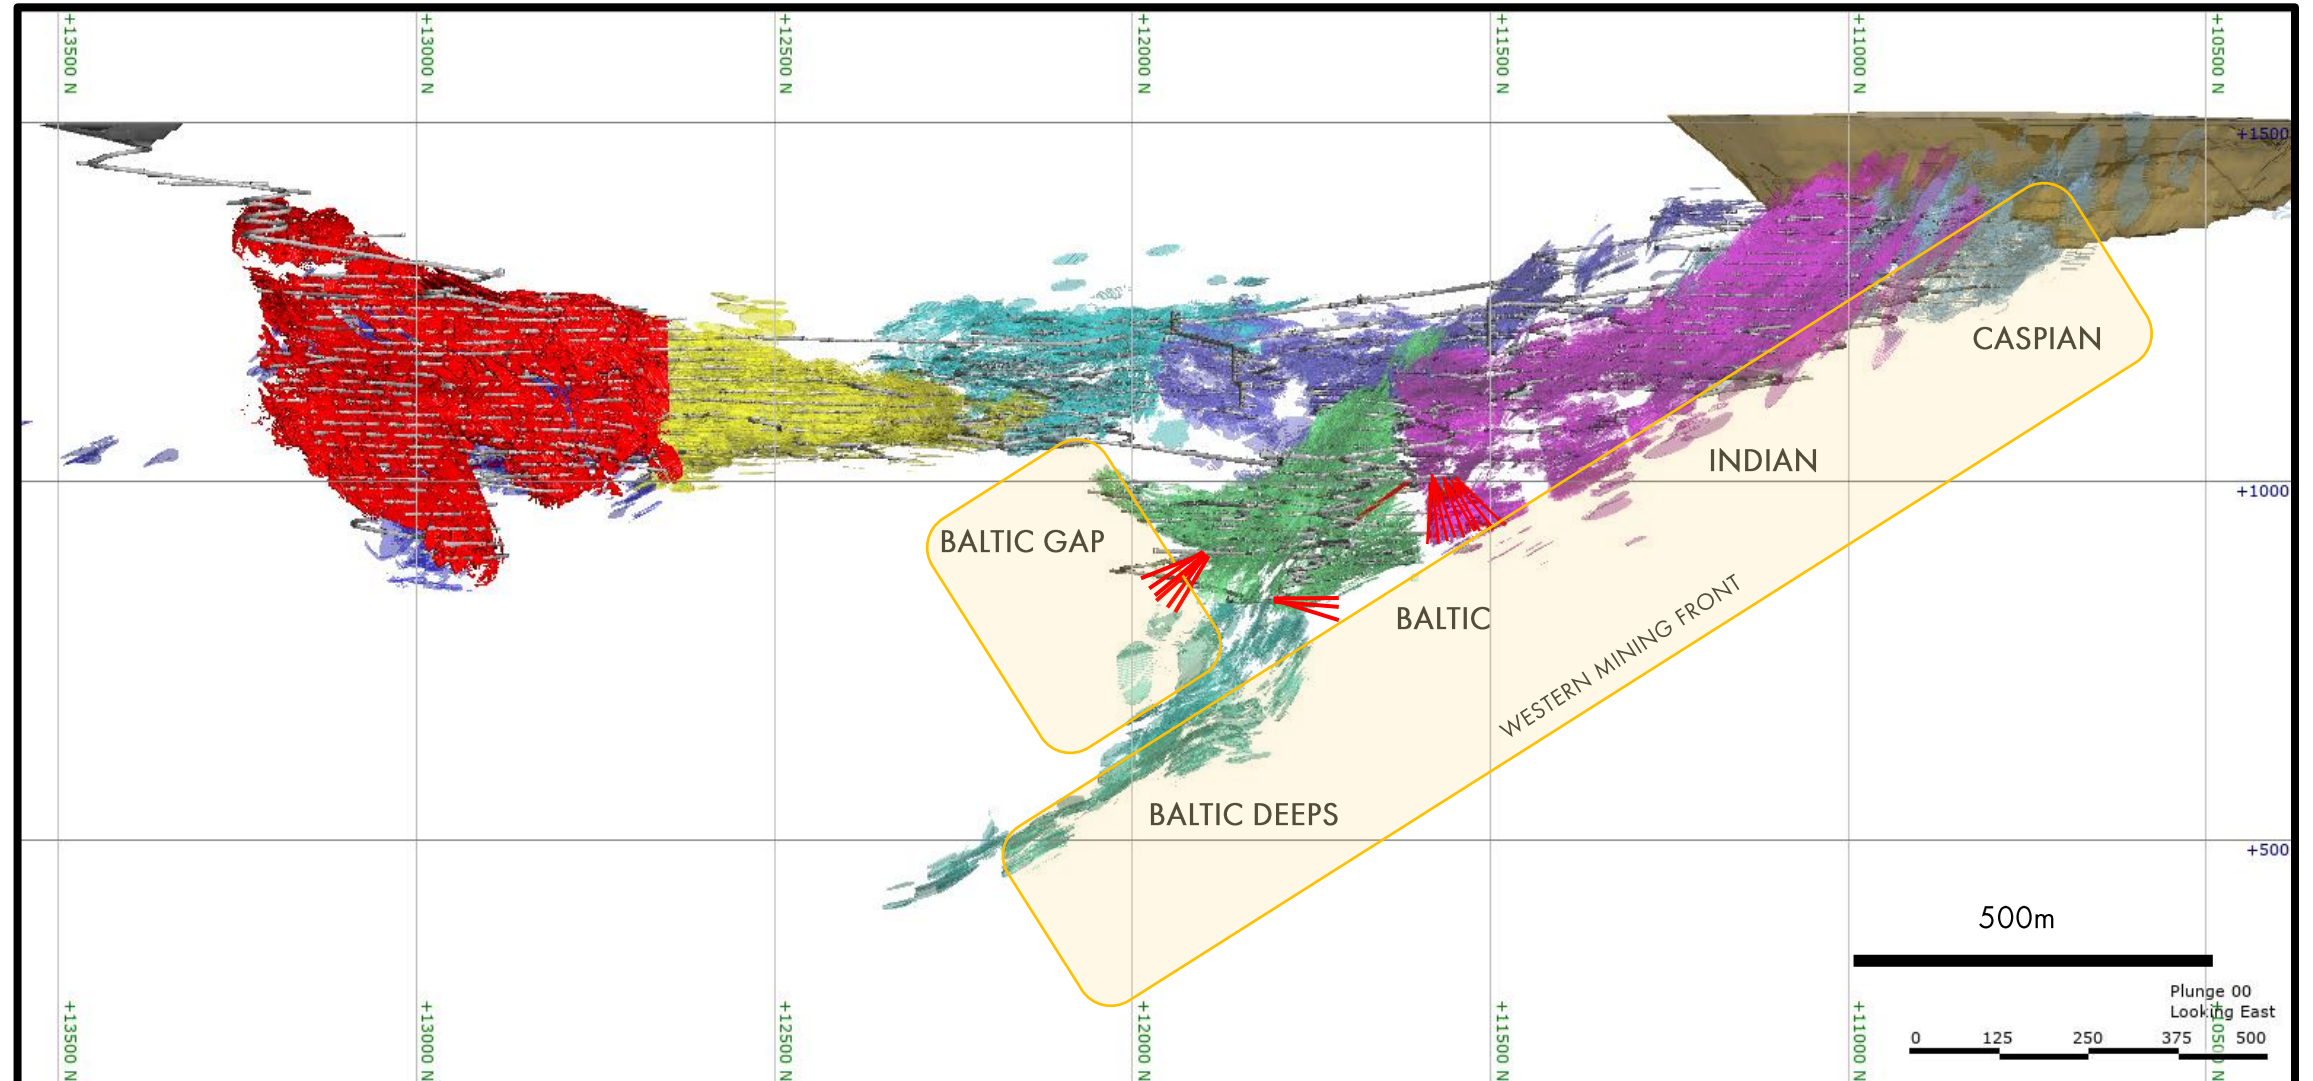 +13500 N
+13000 N
+12500 N
+12000 N
+11500 N
+11000 N
+10500 N
+1500
CASPIAN
INDIAN
+1000
BALTIC GAP
BALTIC
WESTERN MINING FRONT
BALTIC DEEPS
+500
500m
Plunge 00
Looking East
0 125 250 375 500
+13500 N
+13000 N
+12500 N
+12000 N
+11500 N
+11000 N
+10500 N